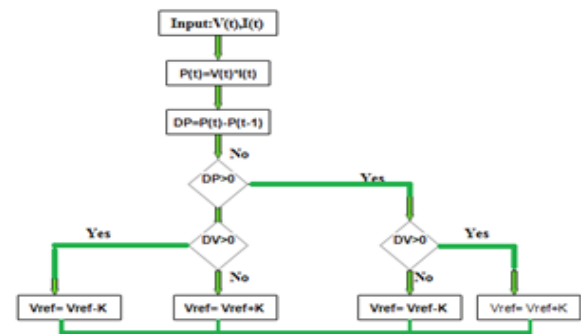 Input:V(t),I(t)
P(t)=V(t)*I(t)
DP=P(t)-P(t-1)
No
DP>0
Yes
Yes
DV>0
DV>0
Yes
No
No
Vref= Vref-K
Vref= Vref+K
Vref= Vref-K
Vref= Vref+K